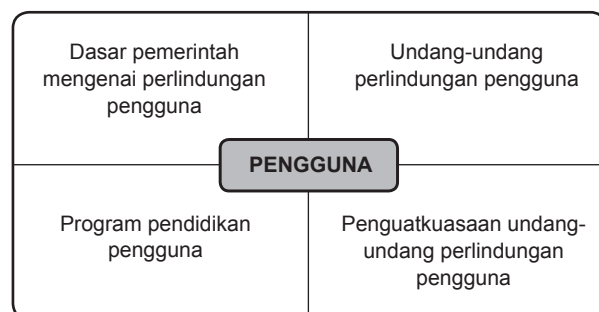 Dasar pemerintah
mengenai perlindungan
pengguna
Undang-undang
perlindungan pengguna
PENGGUNA
Program pendidikan
pengguna
Penguatkuasaan undang-
undang perlindungan
pengguna